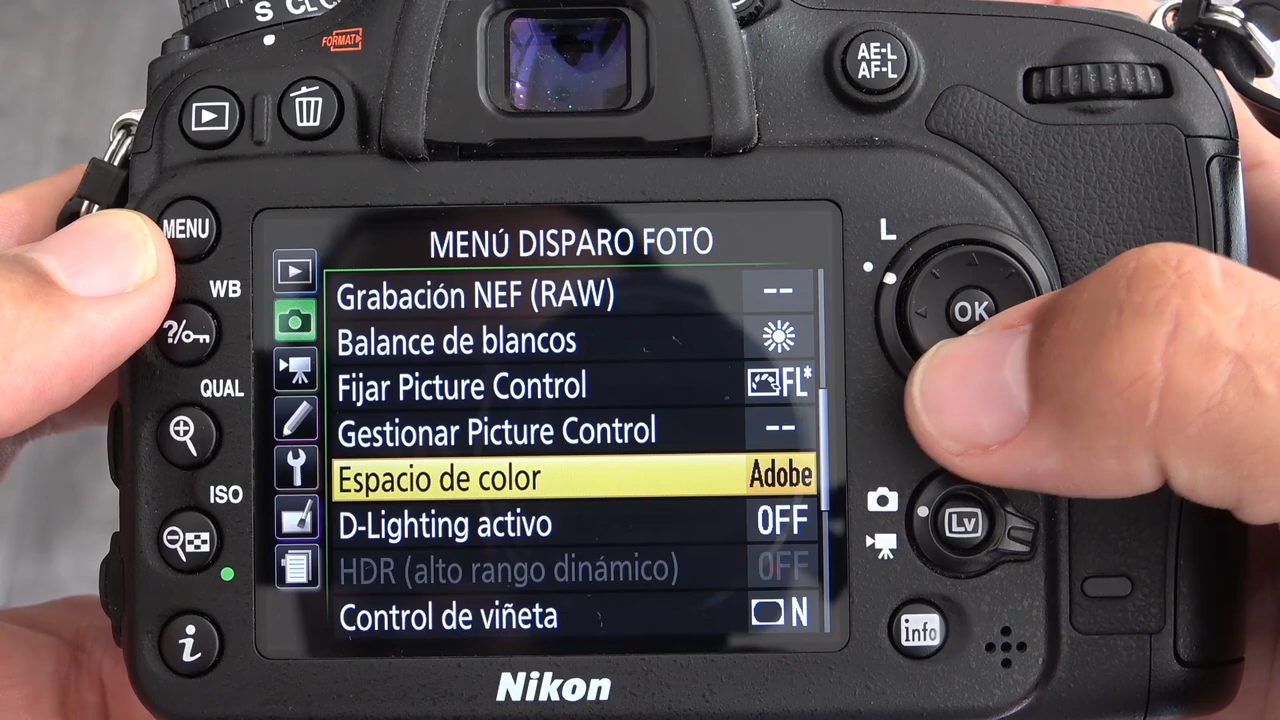 S CL C
FORMAT
AE-L
AF-L
MENU
WB
QUAL
ISO
?
i
MENÚ DISPARO FOTO
Grabación NEF (RAW) --
Balance de blancos
Fijar Picture Control FL*
Gestionar Picture Control --
Espacio de color Adobe
D-Lighting activo OFF
HDR (alto rango dinámico) OFF
Control de viñeta N
L
OK
Lv
info
Nikon